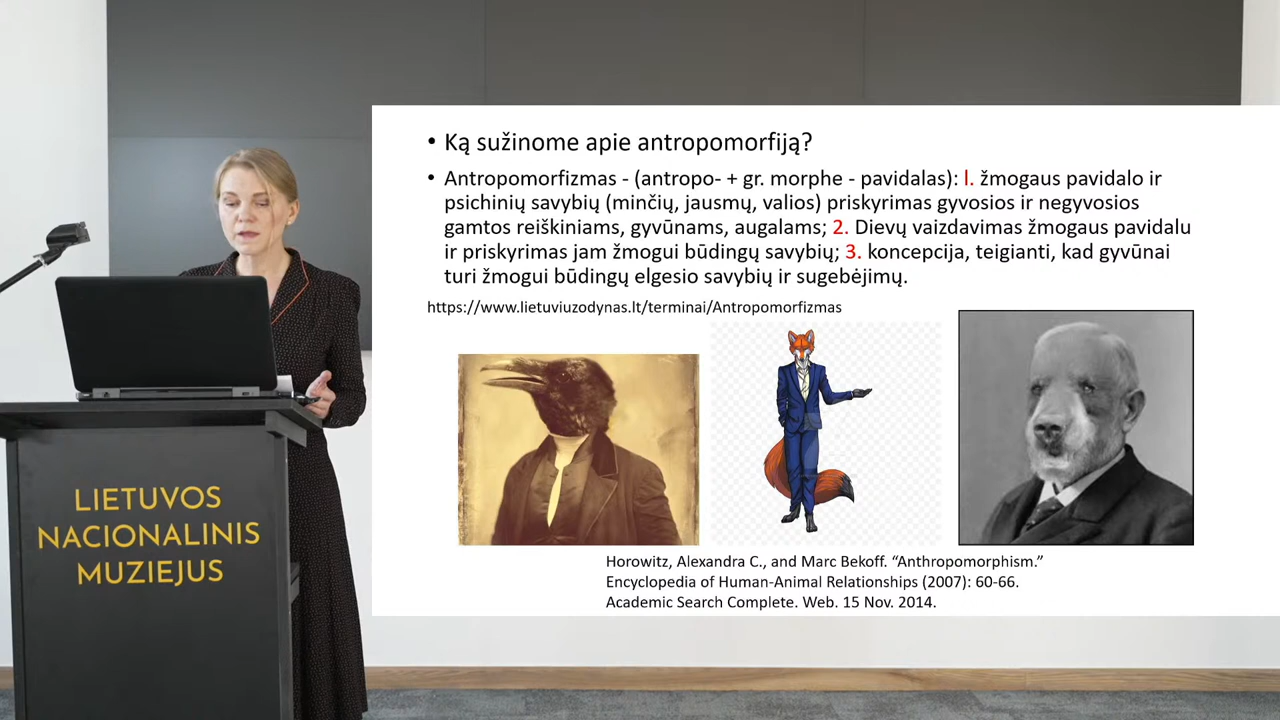 • Ką sužinome apie antropomorfiją?
• Antropomorfizmas - (antropo- + gr. morphe - pavidalas): l. žmogaus pavidalo ir
psichinių savybių (minčių, jausmų, valios) priskyrimas gyvosios ir negyvosios
gamtos reiškiniams, gyvūnams, augalams; 2. Dievų vaizdavimas žmogaus pavidalu
ir priskyrimas jam žmogui būdingų savybių; 3. koncepcija, teigianti, kad gyvūnai
turi žmogui būdingų elgesio savybių ir sugebėjimų.
https://www.lietuviuzodynas.lt/terminai/Antropomorfizmas
Horowitz, Alexandra C., and Marc Bekoff. “Anthropomorphism.”
Encyclopedia of Human-Animal Relationships (2007): 60-66.
Academic Search Complete. Web. 15 Nov. 2014.
LIETUVOS
NACIONALINIS
MUZIEJUS